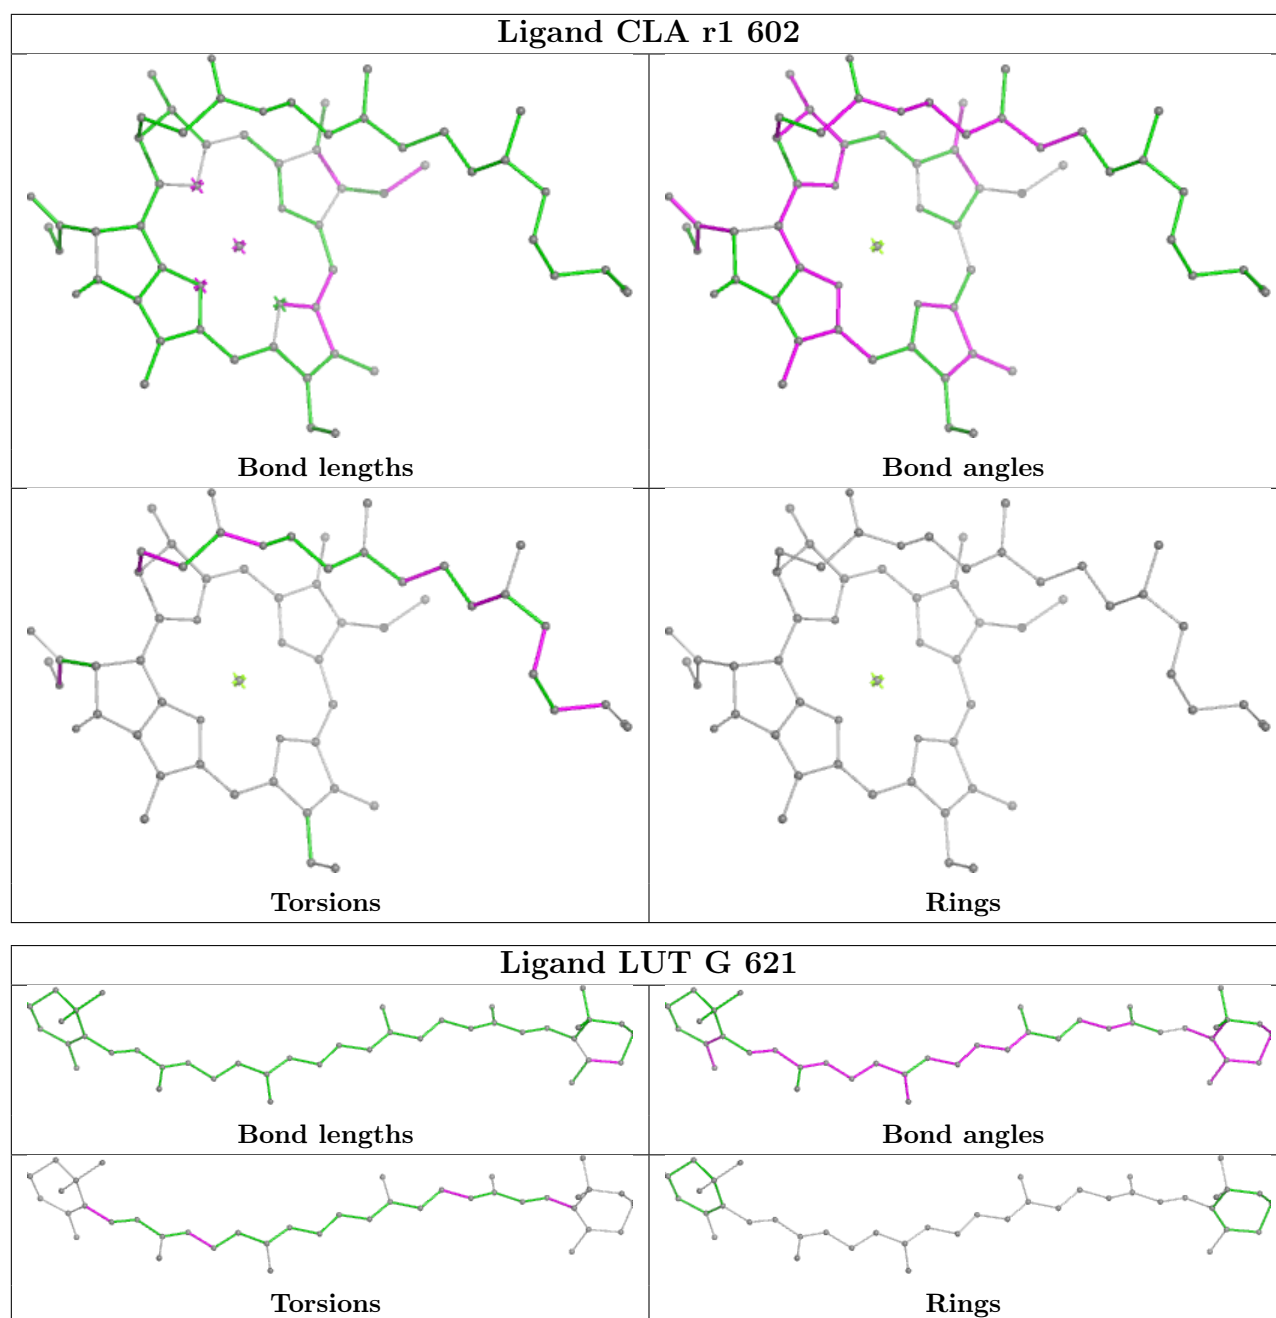 Ligand CLA r1 602
Bond lengths
Bond angles
Torsions
Rings
Ligand LUT G 621
Bond lengths
Bond angles
Torsions
Rings